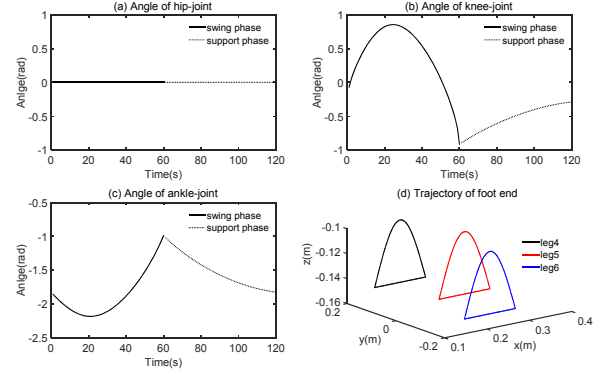 (a) Angle of hip-joint
1
0.5
0
-0.5
-1
Anlge(rad)
swing phase
support phase
0 20 40 60 80 100 120
Time(s)
(b) Angle of knee-joint
1
0.5
0
-0.5
-1
Anlge(rad)
swing phase
support phase
0 20 40 60 80 100 120
Time(s)
(c) Angle of ankle-joint
-0.5
-1
-1.5
-2
-2.5
Anlge(rad)
swing phase
support phase
0 20 40 60 80 100 120
Time(s)
(d) Trajectory of foot end
-0.1
-0.12
-0.14
-0.16
z(m)
leg4
leg5
leg6
0.2
0
-0.2
y(m)
0.1
0.2
0.3
0.4
x(m)